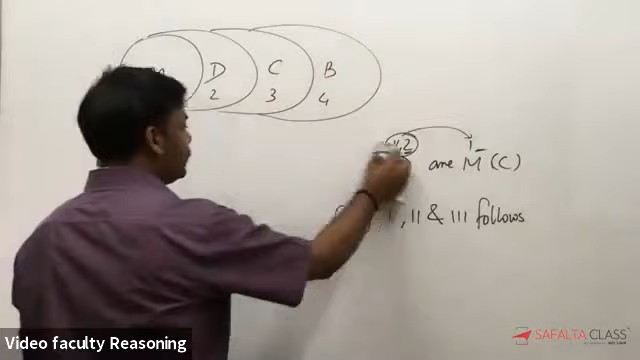 D C B
2 3 4
,2 are M (C)
, II & III follows
SAFALTA CLASS
Video faculty Reasoning